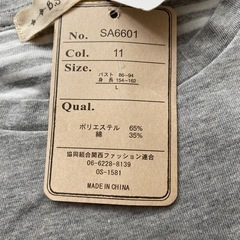 No. SA6601
Col. 11
Size.
バスト 86-94
身長 154-162
L
Qual.
ポリエステル 65%
綿 35%
協同組合関西ファッション連合
06-6228-8139
OS-1581
MADE IN CHINA